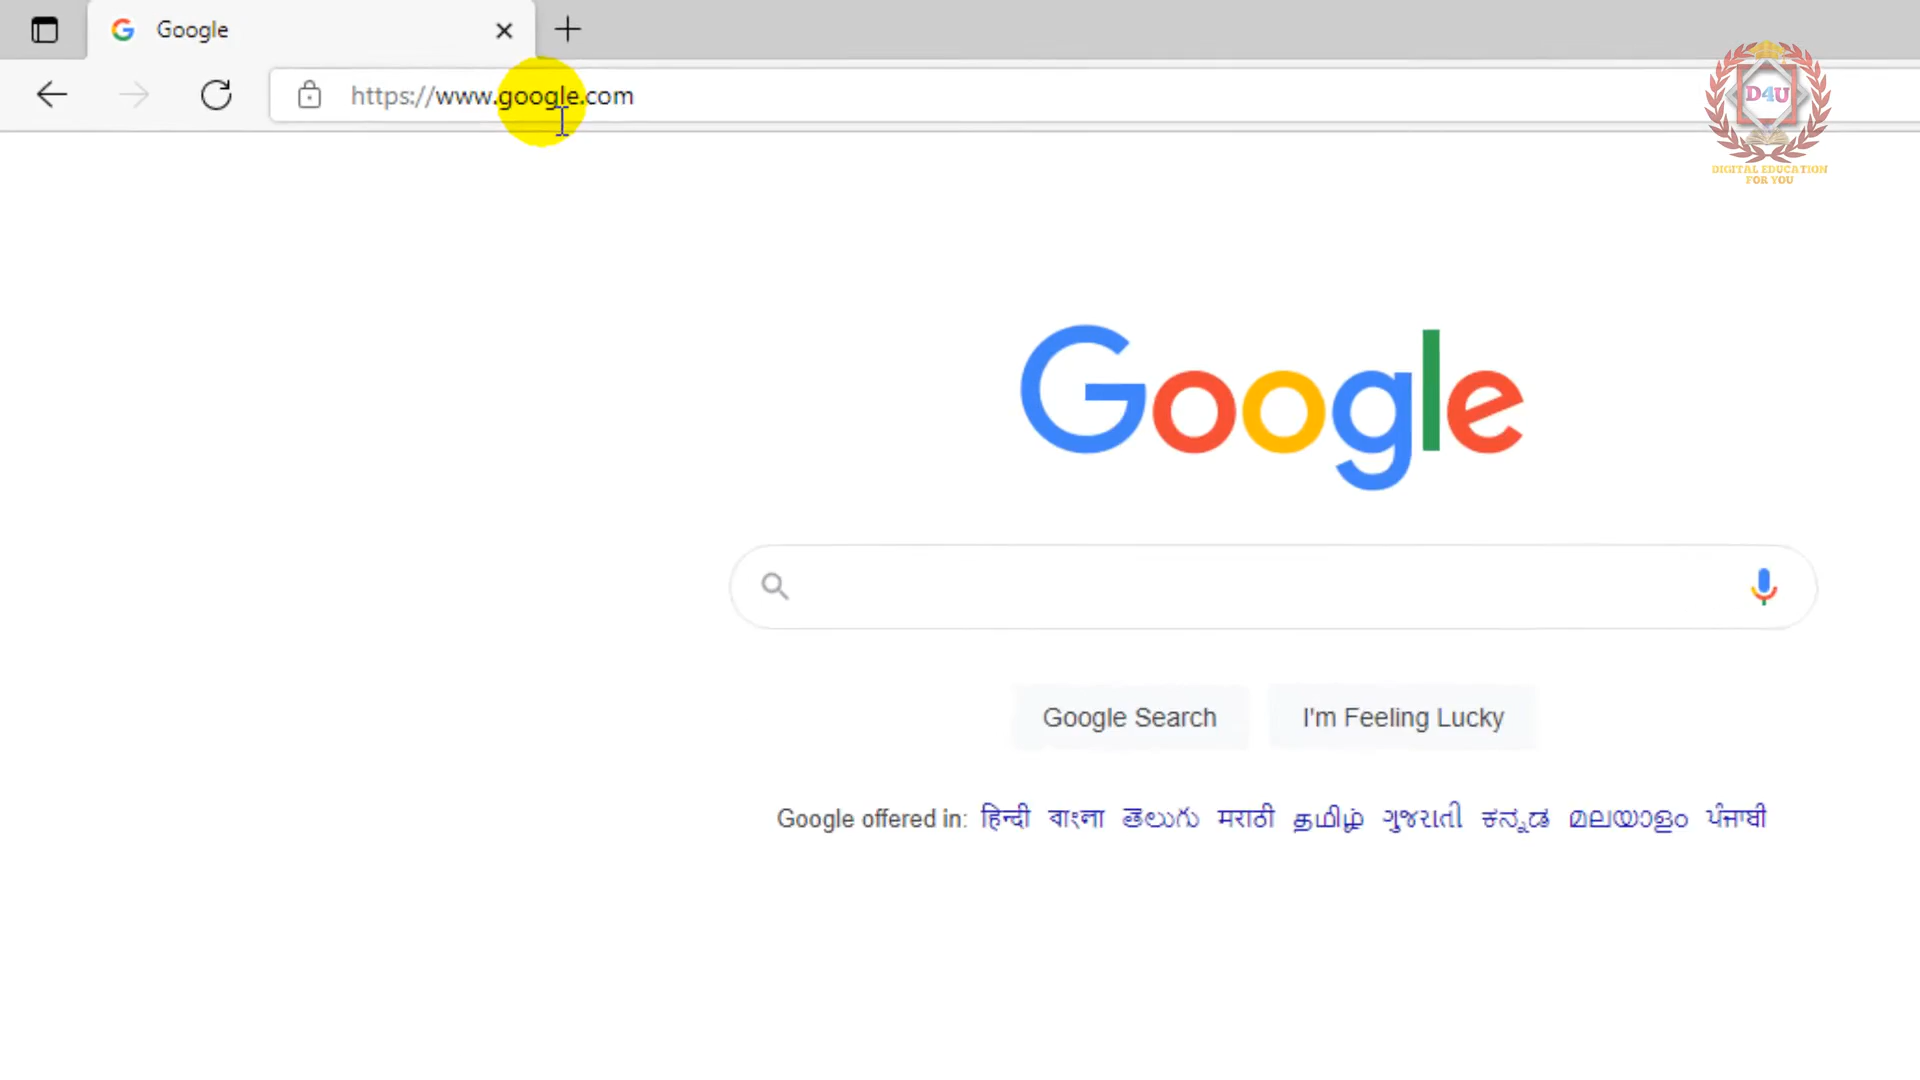 Google
https://www.google.com
D4U
DIGITAL EDUCATION
FOR YOU
Google
Google Search
I'm Feeling Lucky
Google offered in: हिन्दी বাংলা తెలుగు मराठी தமிழ் ગુજરાતી ಕನ್ನಡ മലയാളം ਪੰਜਾਬੀ